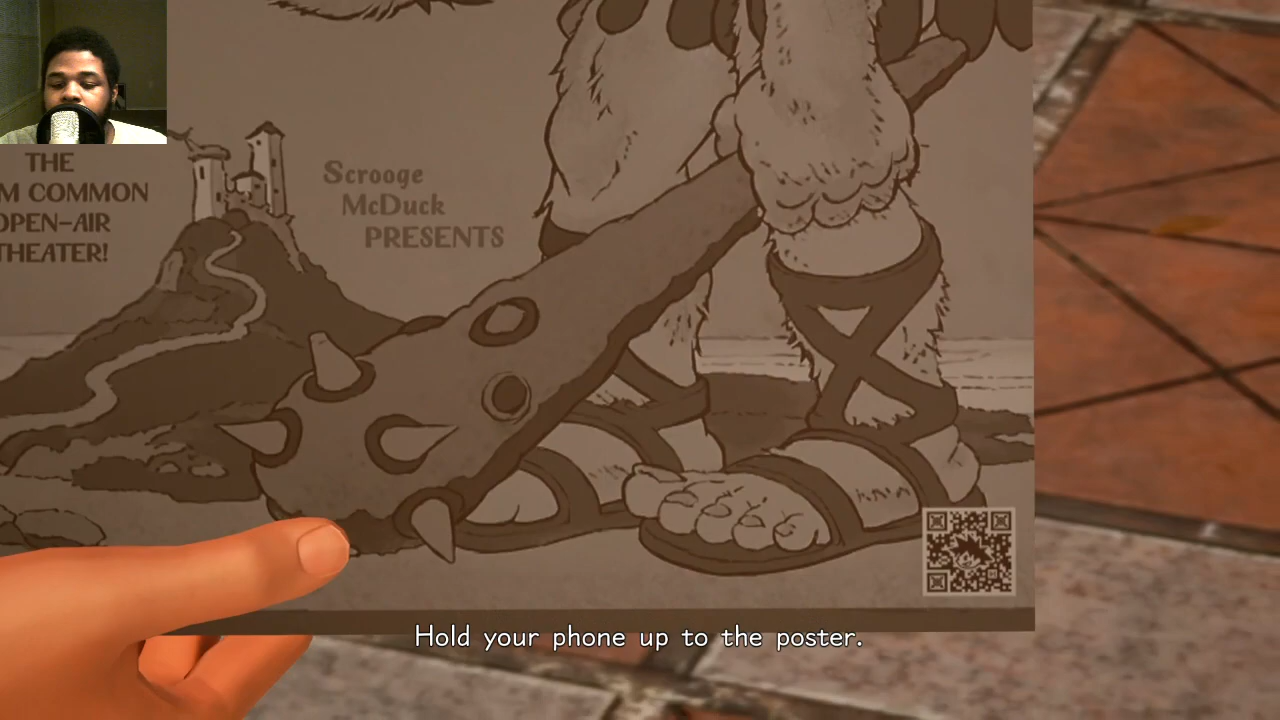 THE
M COMMON
OPEN-AIR
THEATER!
Scrooge
McDuck
PRESENTS
Hold your phone up to the poster.